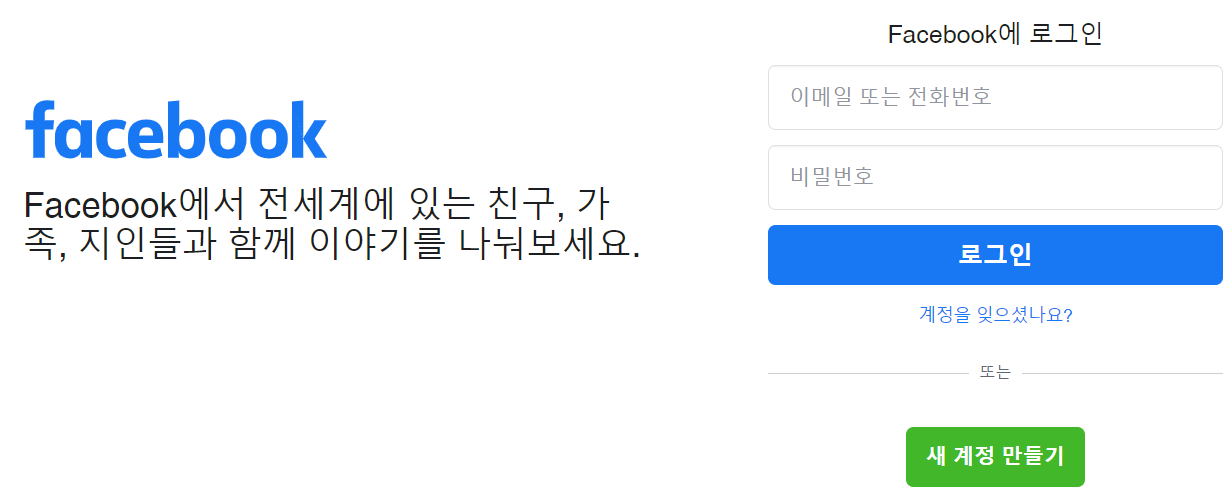 facebook
Facebook에서 전세계에 있는 친구, 가
족, 지인들과 함께 이야기를 나눠보세요.
Facebook에 로그인
이메일 또는 전화번호
비밀번호
로그인
계정을 잊으셨나요?
또는
새 계정 만들기